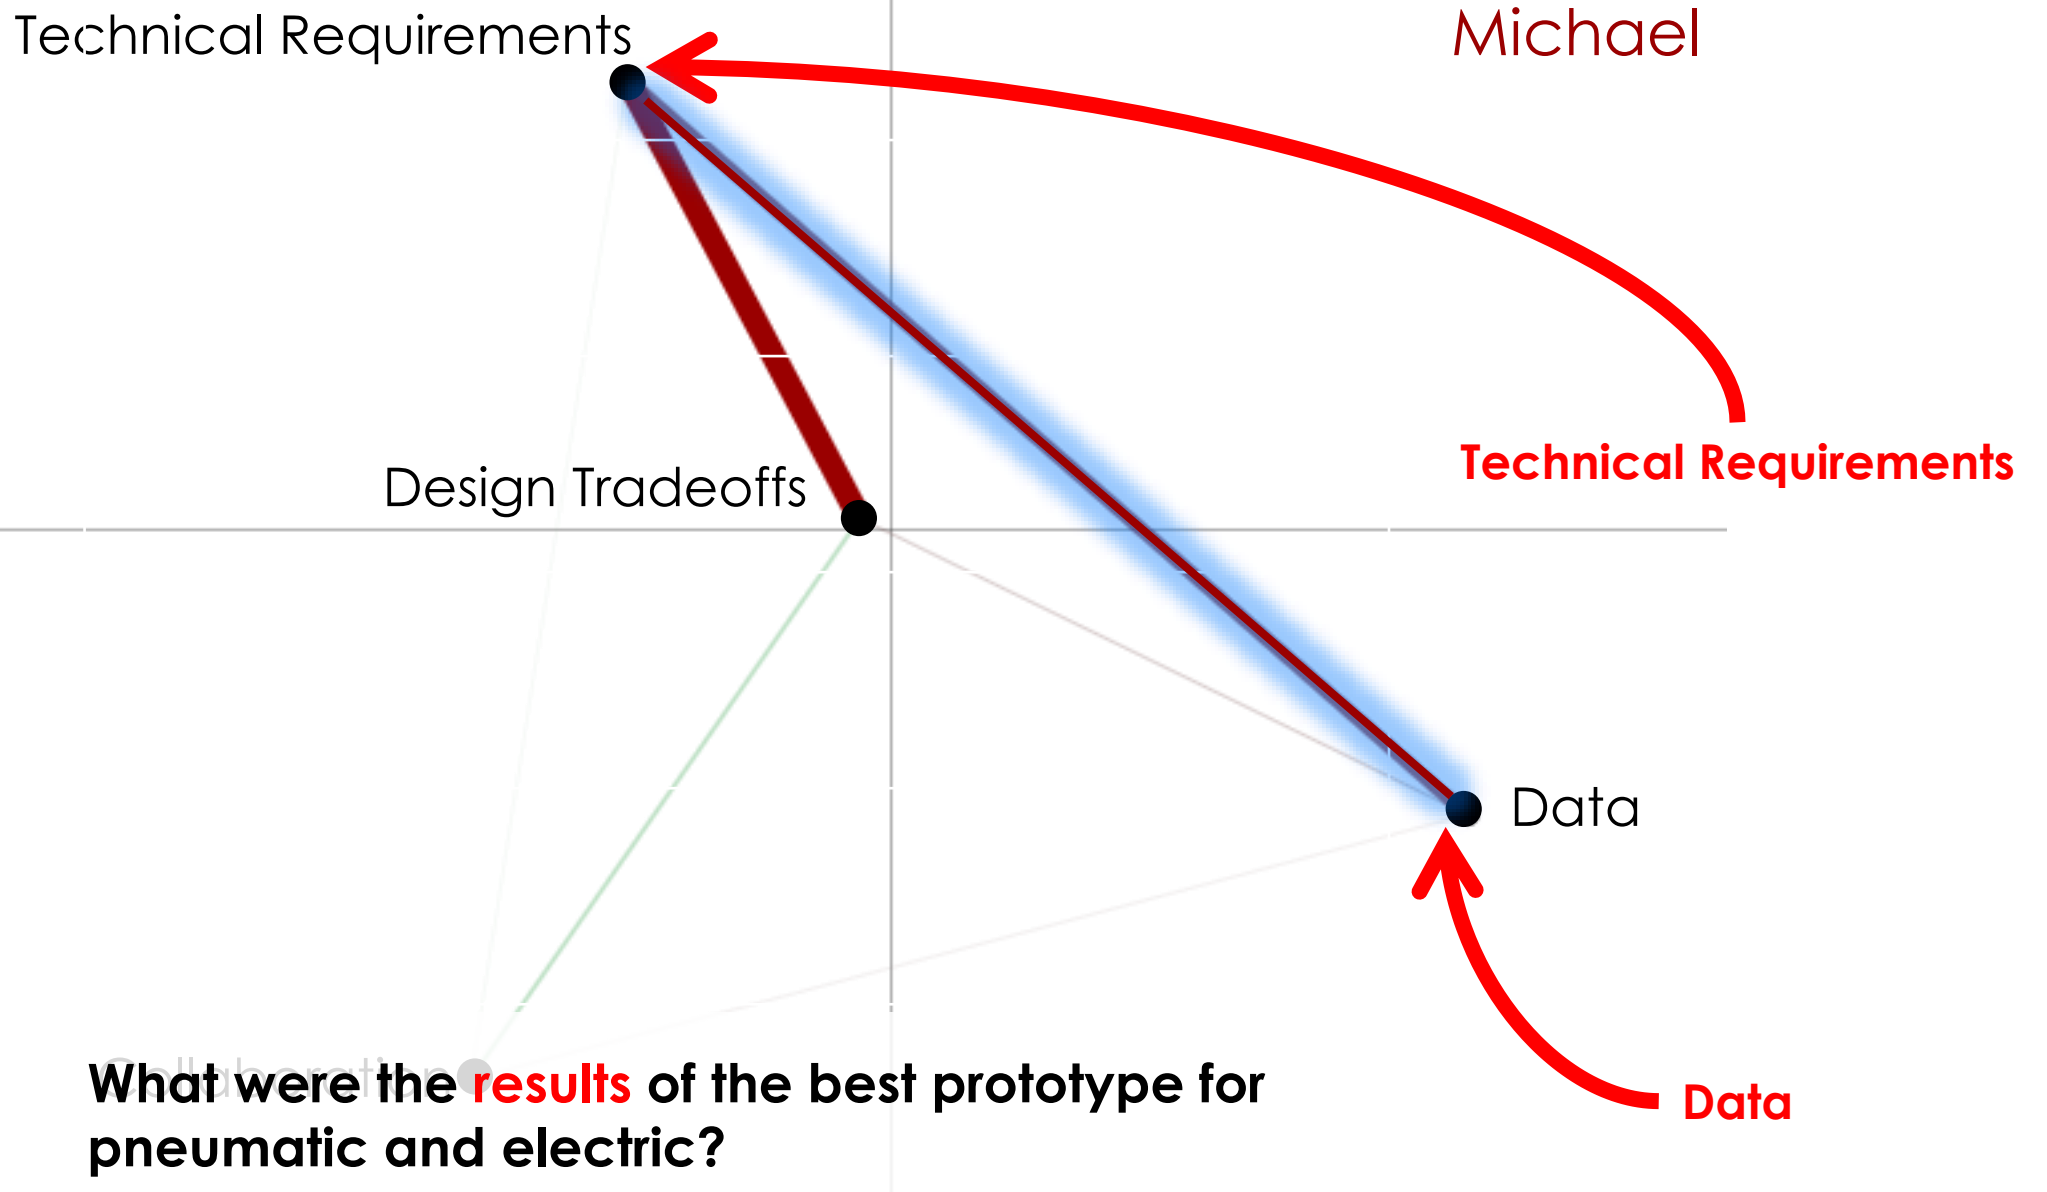 Technical Requirements
Michael
Technical Requirements
Design Tradeoffs
Data
Collaboration
What were the results of the best prototype for
pneumatic and electric?
Data